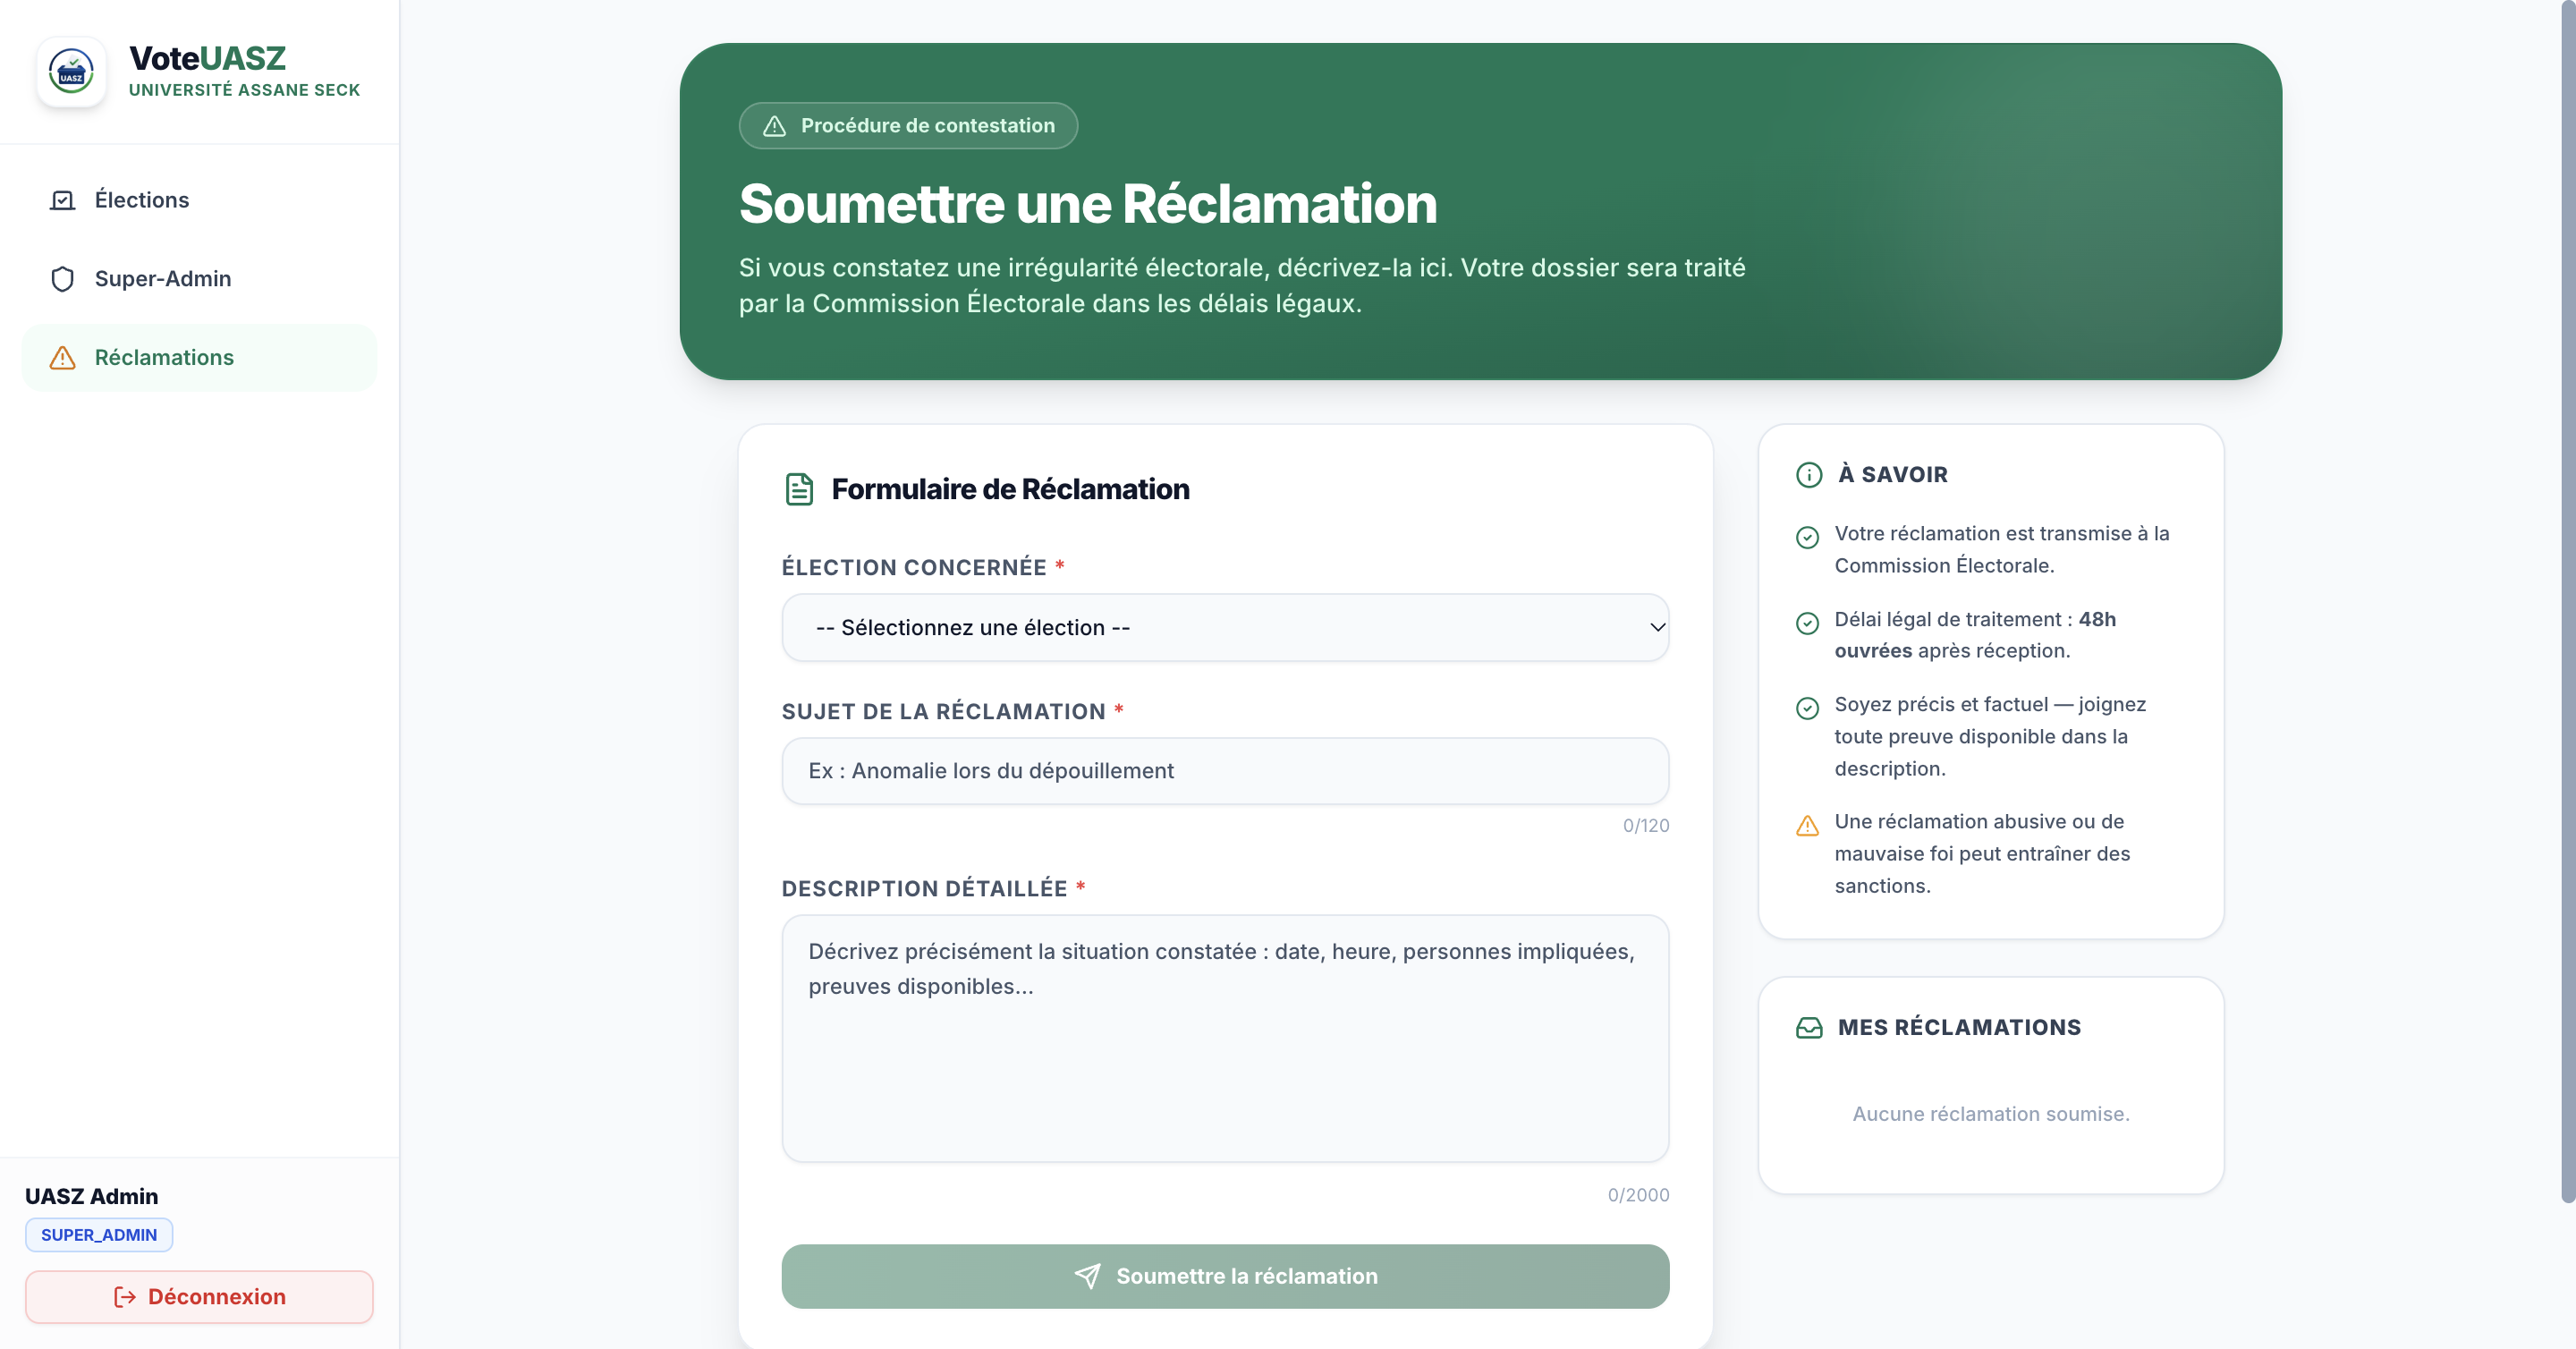 VoteUASZ
UNIVERSITÉ ASSANE SECK
UASZ
Élections
Super-Admin
Réclamations
UASZ Admin
SUPER_ADMIN
Déconnexion
Procédure de contestation
Soumettre une Réclamation
Si vous constatez une irrégularité électorale, décrivez-la ici. Votre dossier sera traité
par la Commission Électorale dans les délais légaux.
Formulaire de Réclamation
ÉLECTION CONCERNÉE *
-- Sélectionnez une élection --
SUJET DE LA RÉCLAMATION *
Ex : Anomalie lors du dépouillement
0/120
DESCRIPTION DÉTAILLÉE *
Décrivez précisément la situation constatée : date, heure, personnes impliquées,
preuves disponibles...
0/2000
Soumettre la réclamation
À SAVOIR
Votre réclamation est transmise à la
Commission Électorale.
Délai légal de traitement : 48h
ouvrées après réception.
Soyez précis et factuel — joignez
toute preuve disponible dans la
description.
Une réclamation abusive ou de
mauvaise foi peut entraîner des
sanctions.
MES RÉCLAMATIONS
Aucune réclamation soumise.